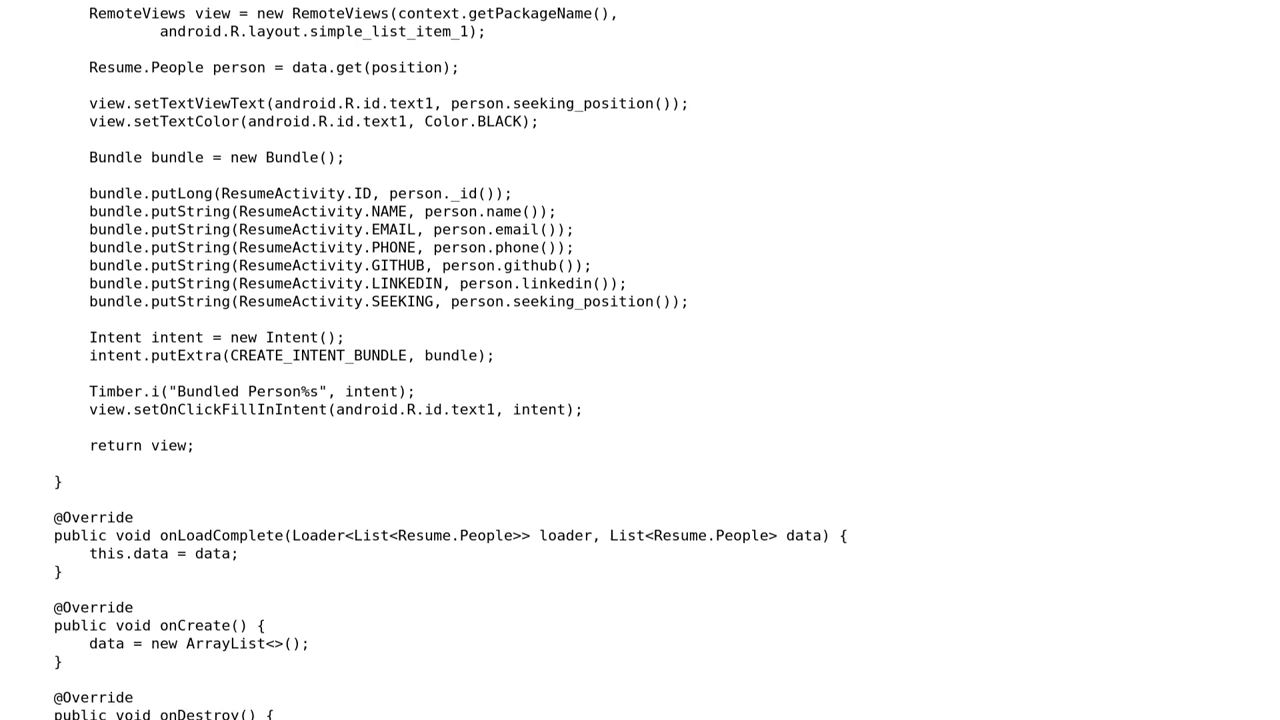 RemoteViews view = new RemoteViews(context.getPackageName(),
android.R.layout.simple_list_item_1);
Resume.People person = data.get(position);
view.setTextViewText(android.R.id.text1, person.seeking_position());
view.setTextColor(android.R.id.text1, Color.BLACK);
Bundle bundle = new Bundle();
bundle.putLong(ResumeActivity.ID, person._id());
bundle.putString(ResumeActivity.NAME, person.name());
bundle.putString(ResumeActivity.EMAIL, person.email());
bundle.putString(ResumeActivity.PHONE, person.phone());
bundle.putString(ResumeActivity.GITHUB, person.github());
bundle.putString(ResumeActivity.LINKEDIN, person.linkedin());
bundle.putString(ResumeActivity.SEEKING, person.seeking_position());
Intent intent = new Intent();
intent.putExtra(CREATE_INTENT_BUNDLE, bundle);
Timber.i("Bundled Person%s", intent);
view.setOnClickFillInIntent(android.R.id.text1, intent);
return view;
}
@Override
public void onLoadComplete(Loader<List<Resume.People>> loader, List<Resume.People> data) {
this.data = data;
}
@Override
public void onCreate() {
data = new ArrayList<>();
}
@Override
public void onDestroy() {